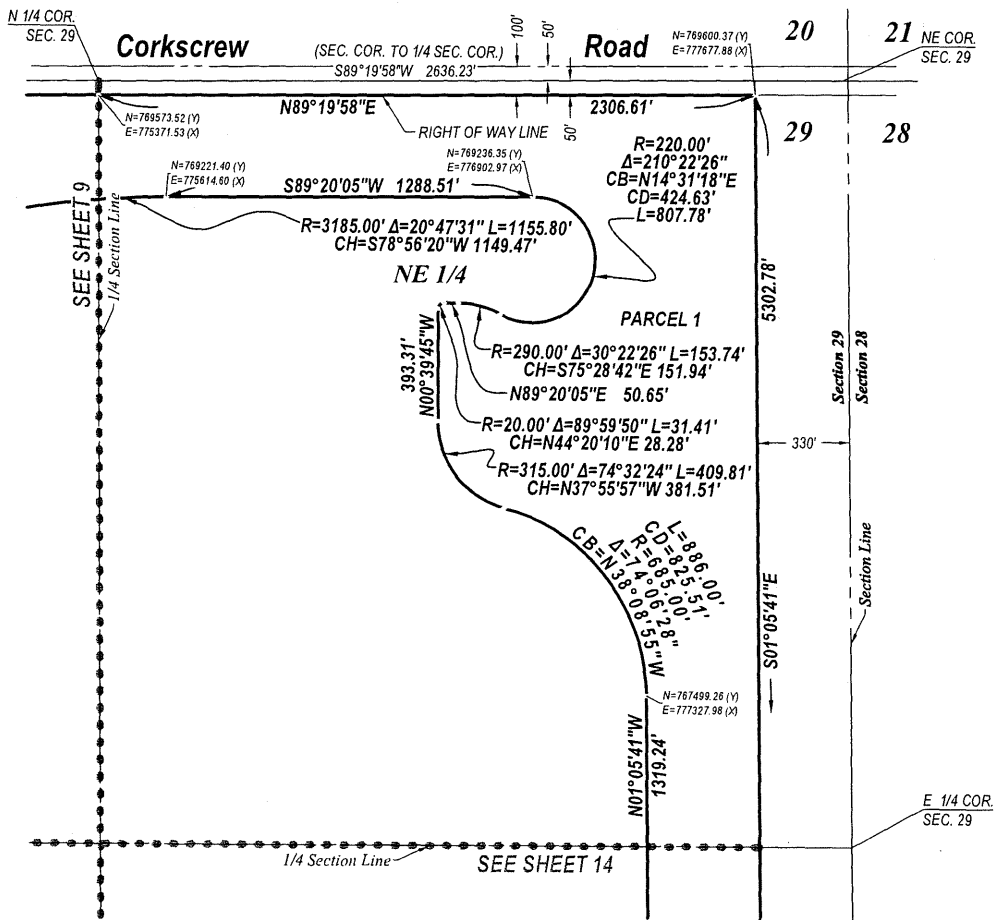 N 1/4 COR.
SEC. 29
Corkscrew
(SEC. COR. TO 1/4 SEC. COR.)
S89°19'58"W 2636.23'
100'
50'
Road
N=769600.37 (Y)
E=777677.88 (X)
20
21
NE COR.
SEC. 29
N89°19'58"E
2306.61'
50'
N=769573.52 (Y)
E=775371.53 (X)
RIGHT OF WAY LINE
29
28
N=769221.40 (Y)
E=775614.60 (X)
N=769236.35 (Y)
E=776902.97 (X)
S89°20'05"W 1288.51'
R=220.00'
Δ=210°22'26"
CB=N14°31'18"E
CD=424.63'
L=807.78'
SEE SHEET 9
1/4 Section Line
R=3185.00' Δ=20°47'31" L=1155.80'
CH=S78°56'20"W 1149.47'
NE 1/4
5302.78'
PARCEL 1
393.31'
N00°39'45"W
R=290.00' Δ=30°22'26" L=153.74'
CH=S75°28'42"E 151.94'
N89°20'05"E 50.65'
R=20.00' Δ=89°59'50" L=31.41'
CH=N44°20'10"E 28.28'
R=315.00' Δ=74°32'24" L=409.81'
CH=N37°55'57"W 381.51'
Section 29
Section 28
330'
L=886.00'
CD=825.51'
R=685.00'
Δ=74°06'28"
CB=N38°08'55"W
Section Line
S01°05'41"E
N=767499.26 (Y)
E=777327.98 (X)
N01°05'41"W
1319.24'
E 1/4 COR.
SEC. 29
1/4 Section Line
SEE SHEET 14